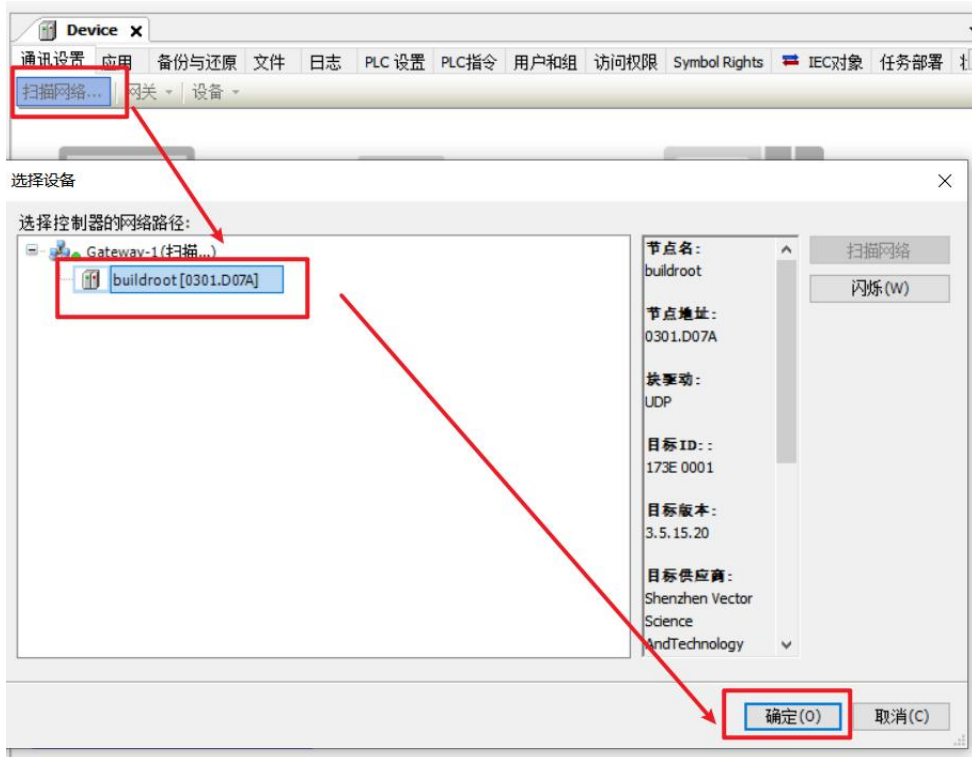 Device
通讯设置 应用 备份与还原 文件 日志 PLC 设置 PLC指令 用户和组 访问权限 Symbol Rights IEC对象 任务部署
扫描网络... 网关 设备
选择设备
选择控制器的网络路径:
Gateway-1 (扫描...)
buildroot [0301.D07A]
节点名:
buildroot
节点地址:
0301.D07A
块驱动:
UDP
目标ID: :
173E 0001
目标版本:
3.5.15.20
目标供应商:
Shenzhen Vector
Science
AndTechnology
扫描网络
闪烁(W)
确定(O) 取消(C)